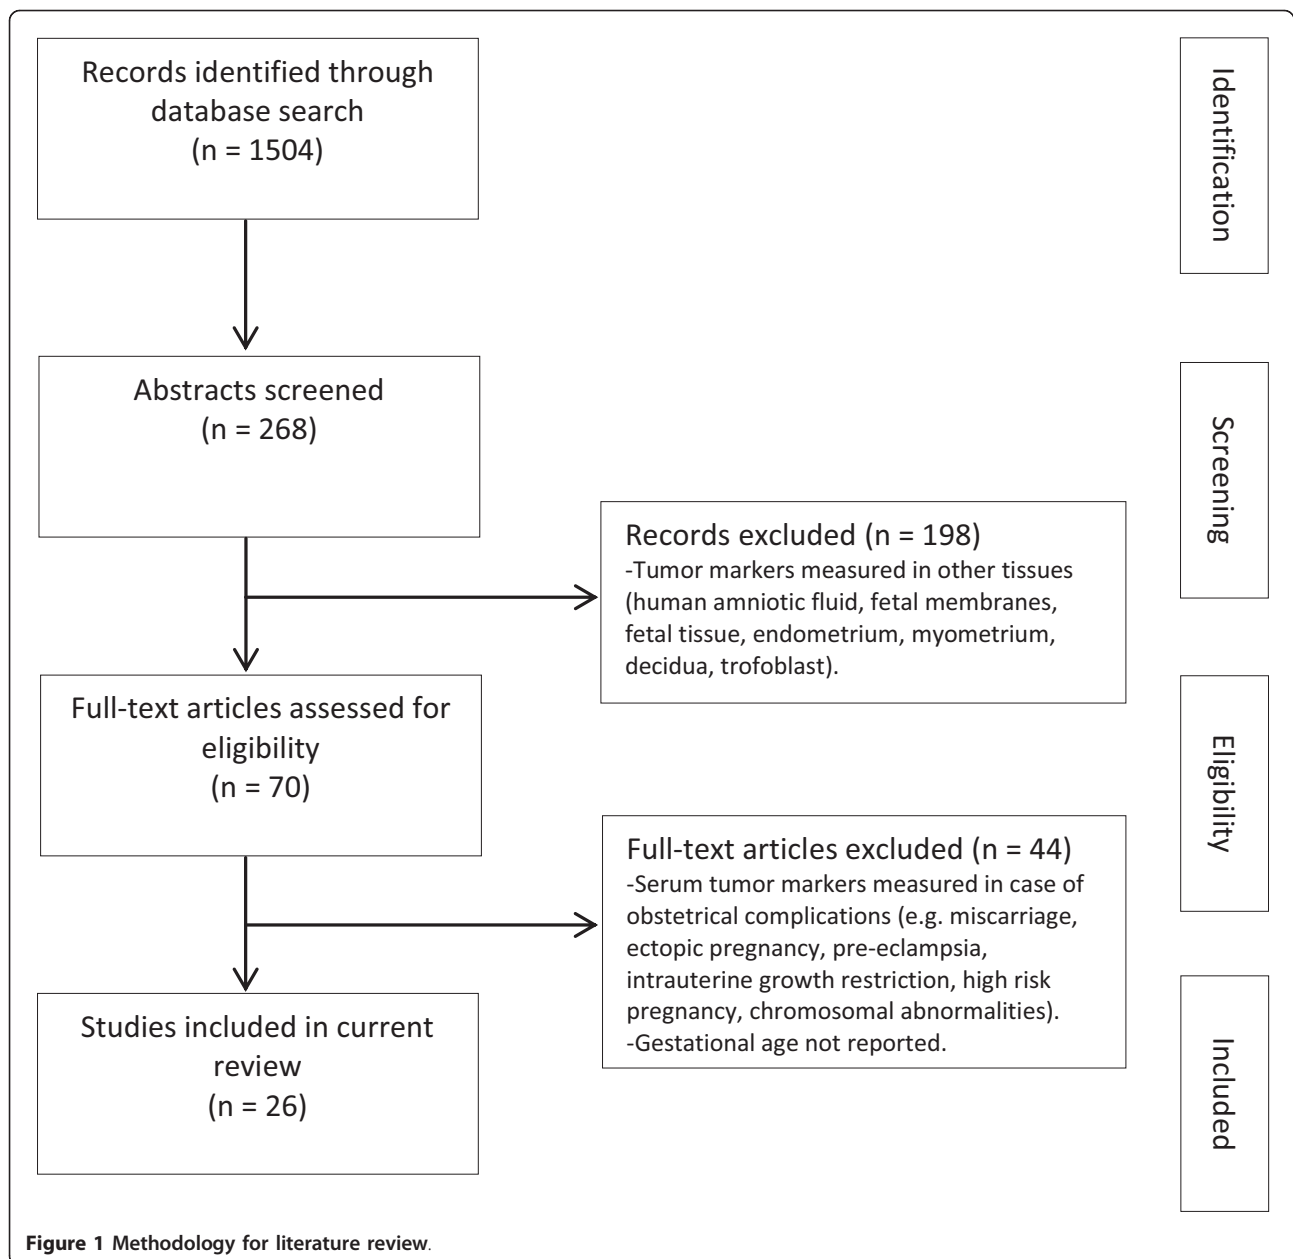 Records identified through
database search
(n = 1504)
Identification
Abstracts screened
(n = 268)
Screening
Records excluded (n = 198)
-Tumor markers measured in other tissues
(human amniotic fluid, fetal membranes,
fetal tissue, endometrium, myometrium,
decidua, trofoblast).
Full-text articles assessed for
eligibility
(n = 70)
Eligibility
Full-text articles excluded (n = 44)
-Serum tumor markers measured in case of
obstetrical complications (e.g. miscarriage,
ectopic pregnancy, pre-eclampsia,
intrauterine growth restriction, high risk
pregnancy, chromosomal abnormalities).
-Gestational age not reported.
Studies included in current
review
(n = 26)
Included
Figure 1 Methodology for literature review.